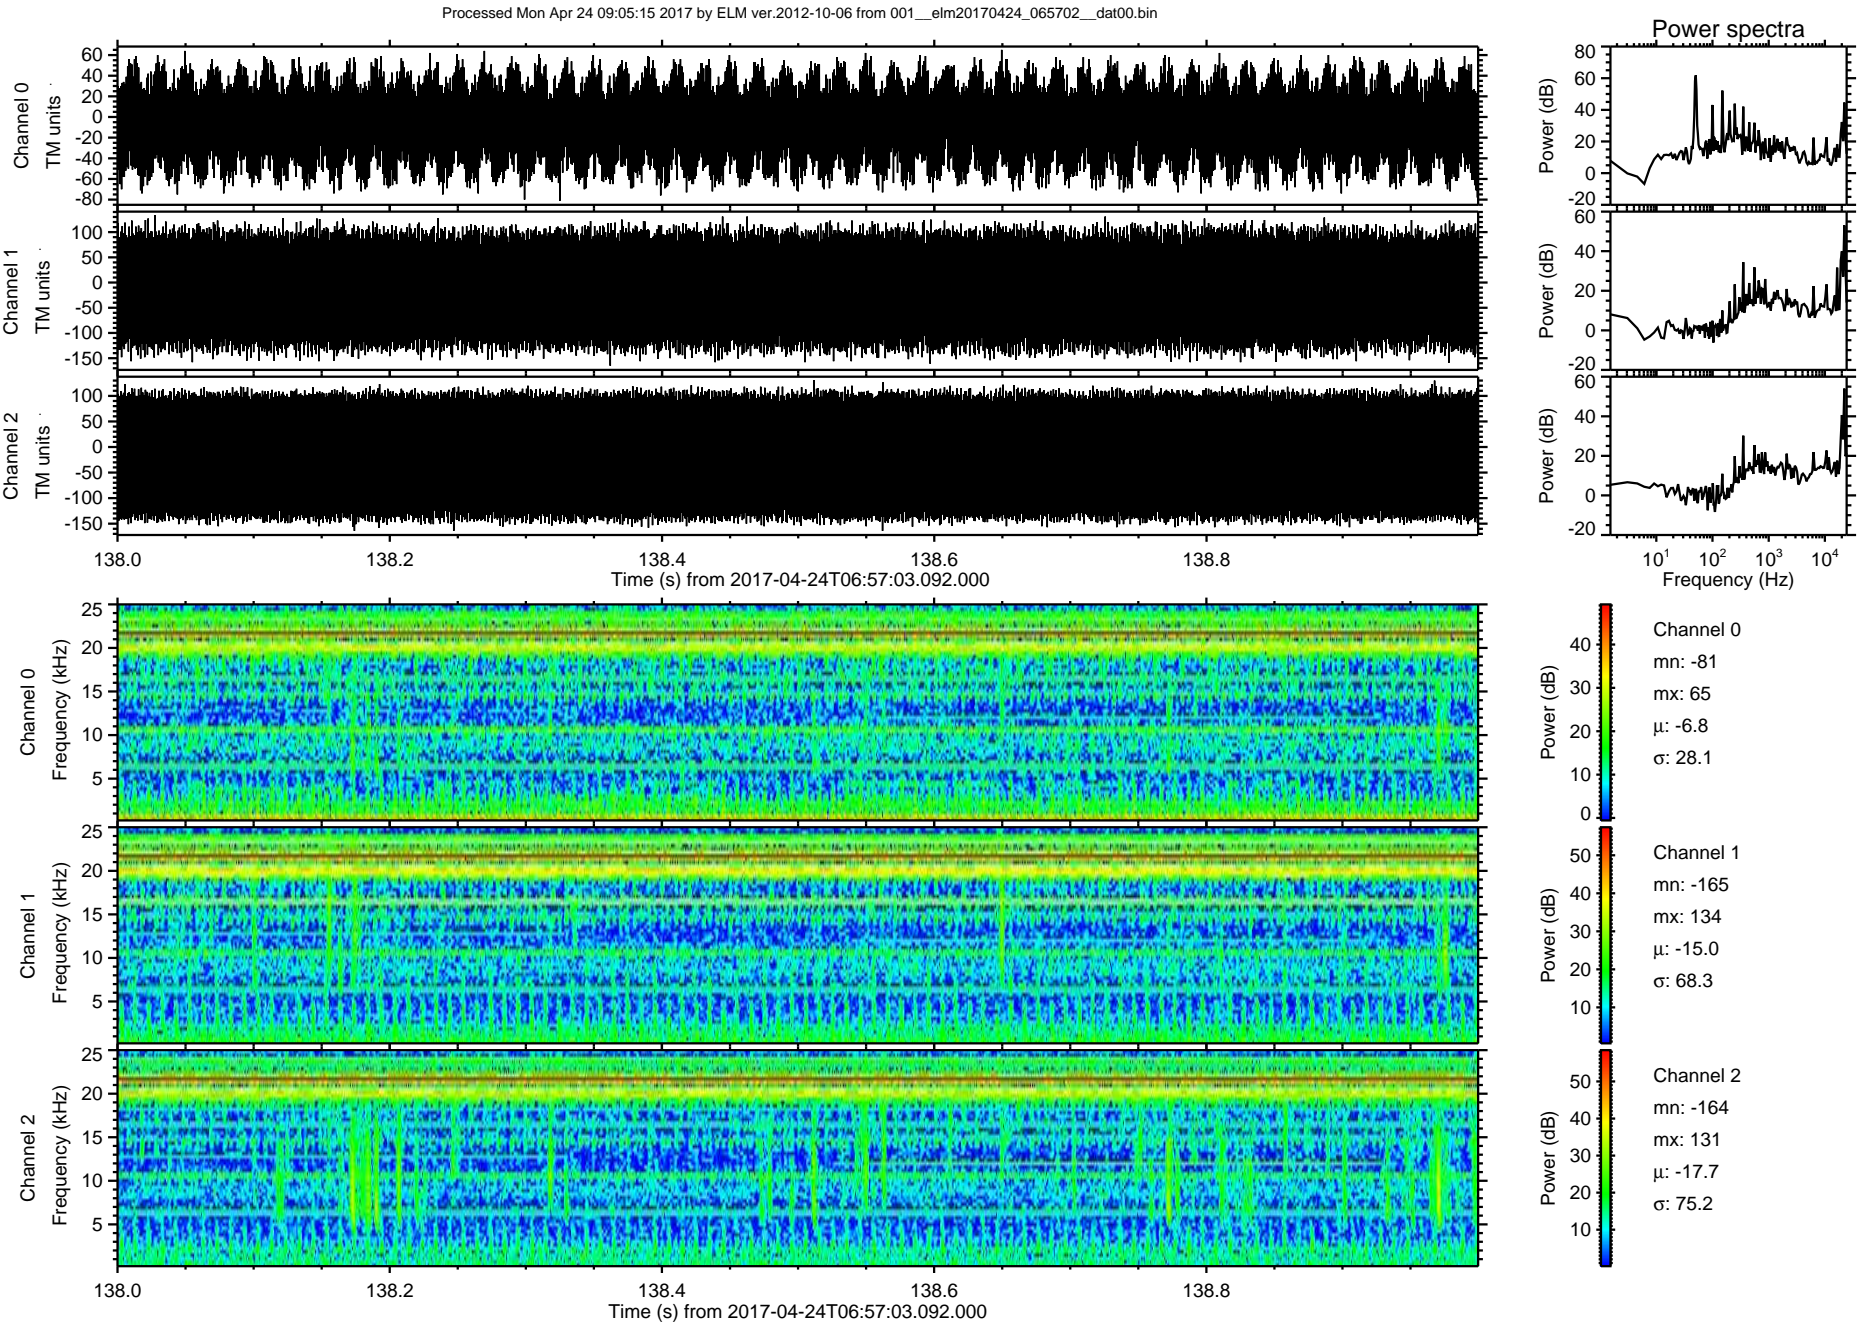 Processed Mon Apr 24 09:05:15 2017 by ELM ver.2012-10-06 from 001__elm20170424_065702__dat00.bin
Power spectra
Channel 0
TM units
60
40
20
0
-20
-40
-60
-80
Power (dB)
80
60
40
20
0
-20
Channel 1
TM units
100
50
0
-50
-100
-150
Power (dB)
60
40
20
0
-20
Channel 2
TM units
100
50
0
-50
-100
-150
Power (dB)
60
40
20
0
-20
138.0 138.2 138.4 138.6 138.8
Time (s) from 2017-04-24T06:57:03.092.000
10^1 10^2 10^3 10^4
Frequency (Hz)
Channel 0
Frequency (kHz)
25
20
15
10
5
Power (dB)
40
30
20
10
0
Channel 0
mn: -81
mx: 65
μ: -6.8
σ: 28.1
Channel 1
Frequency (kHz)
25
20
15
10
5
Power (dB)
50
40
30
20
10
Channel 1
mn: -165
mx: 134
μ: -15.0
σ: 68.3
Channel 2
Frequency (kHz)
25
20
15
10
5
Power (dB)
50
40
30
20
10
Channel 2
mn: -164
mx: 131
μ: -17.7
σ: 75.2
138.0 138.2 138.4 138.6 138.8
Time (s) from 2017-04-24T06:57:03.092.000